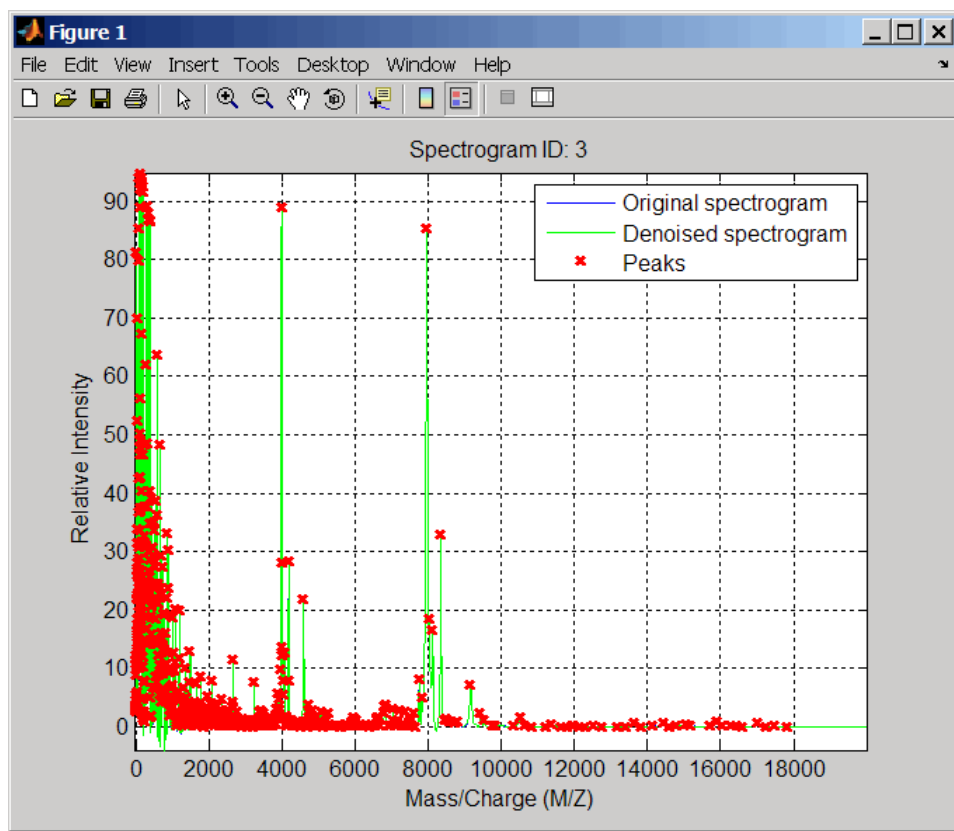 Figure 1
File Edit View Insert Tools Desktop Window Help
Spectrogram ID: 3
Original spectrogram
Denoised spectrogram
Peaks
90
80
70
60
50
40
30
20
10
0
Relative Intensity
0 2000 4000 6000 8000 10000 12000 14000 16000 18000
Mass/Charge (M/Z)